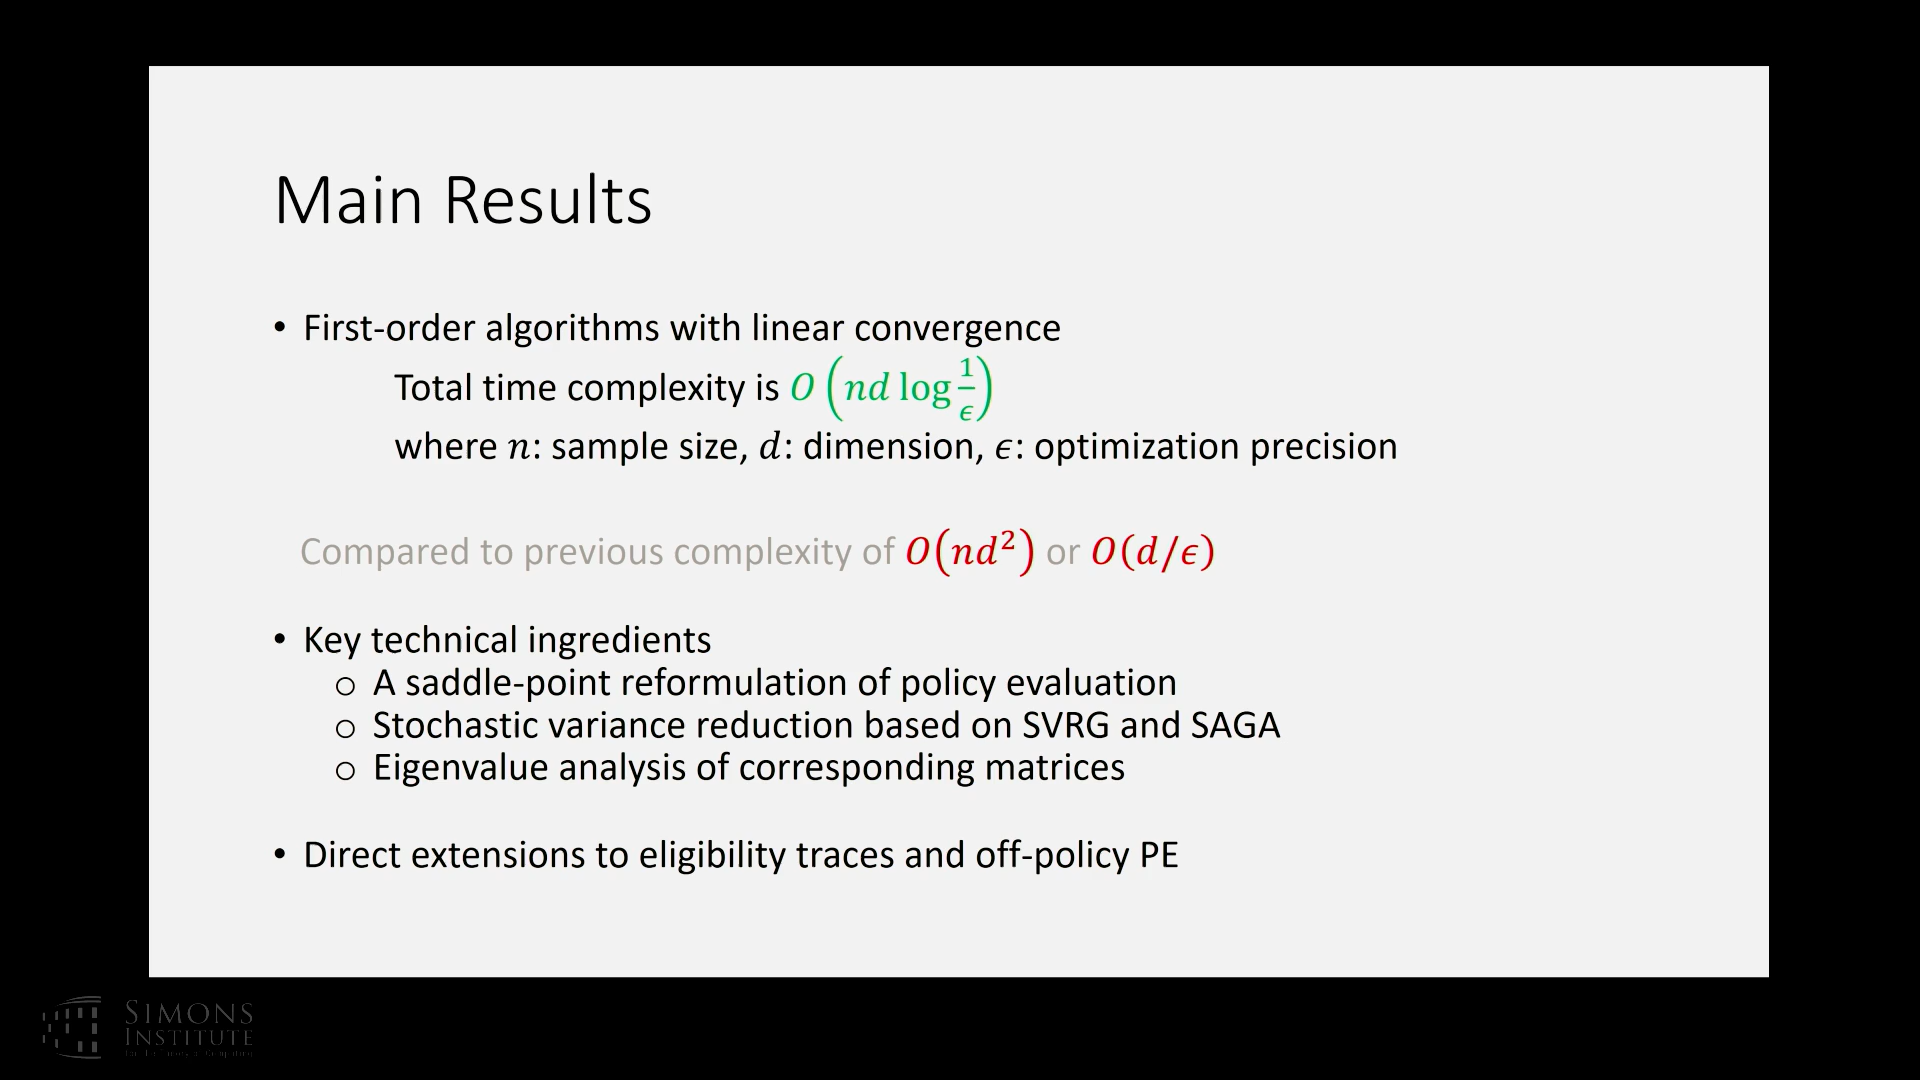 Main Results
• First-order algorithms with linear convergence
Total time complexity is O(nd log 1/ϵ)
where n: sample size, d: dimension, ϵ: optimization precision
Compared to previous complexity of O(nd²) or O(d/ϵ)
• Key technical ingredients
o A saddle-point reformulation of policy evaluation
o Stochastic variance reduction based on SVRG and SAGA
o Eigenvalue analysis of corresponding matrices
• Direct extensions to eligibility traces and off-policy PE
SIMONS
INSTITUTE